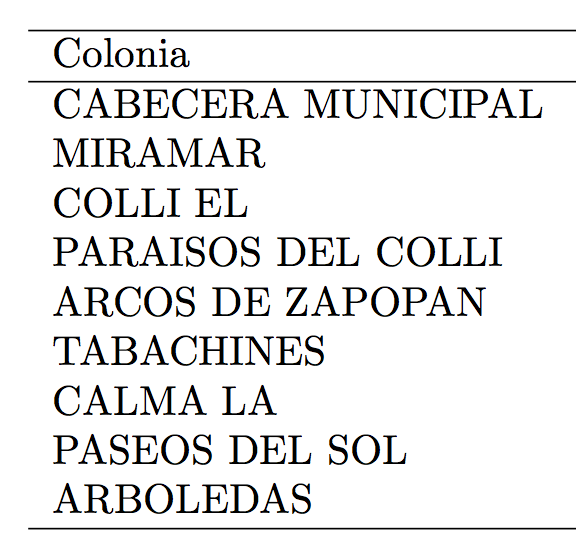 Colonia
CABECERA MUNICIPAL
MIRAMAR
COLLI EL
PARAISOS DEL COLLI
ARCOS DE ZAPOPAN
TABACHINES
CALMA LA
PASEOS DEL SOL
ARBOLEDAS